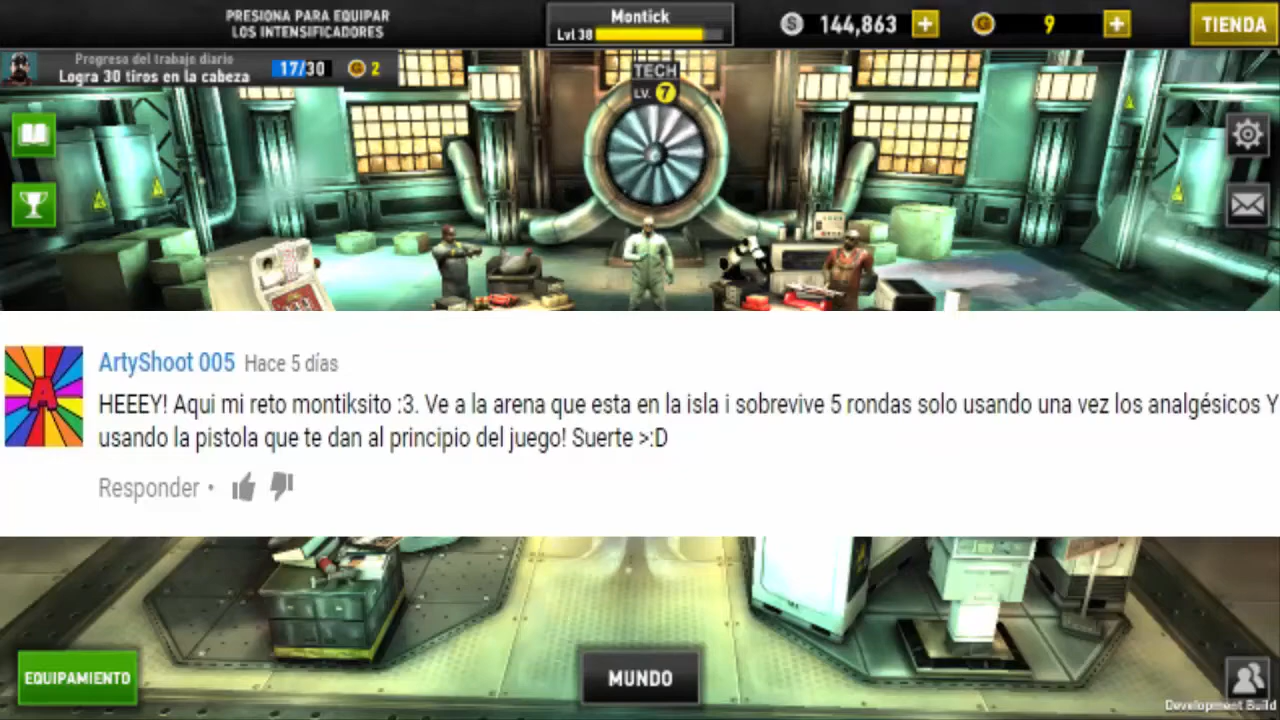 PRESIONA PARA EQUIPAR
LOS INTENSIFICADORES
Montick
Lvl 38
144,863
9
TIENDA
Progreso del trabajo diario
Logra 30 tiros en la cabeza
17/30
2
TECH
LV. 7
ArtyShoot 005 Hace 5 días
HEEEY! Aqui mi reto montiksito :3. Ve a la arena que esta en la isla i sobrevive 5 rondas solo usando una vez los analgésicos Y
usando la pistola que te dan al principio del juego! Suerte >:D
Responder •
EQUIPAMIENTO
MUNDO
Development Build